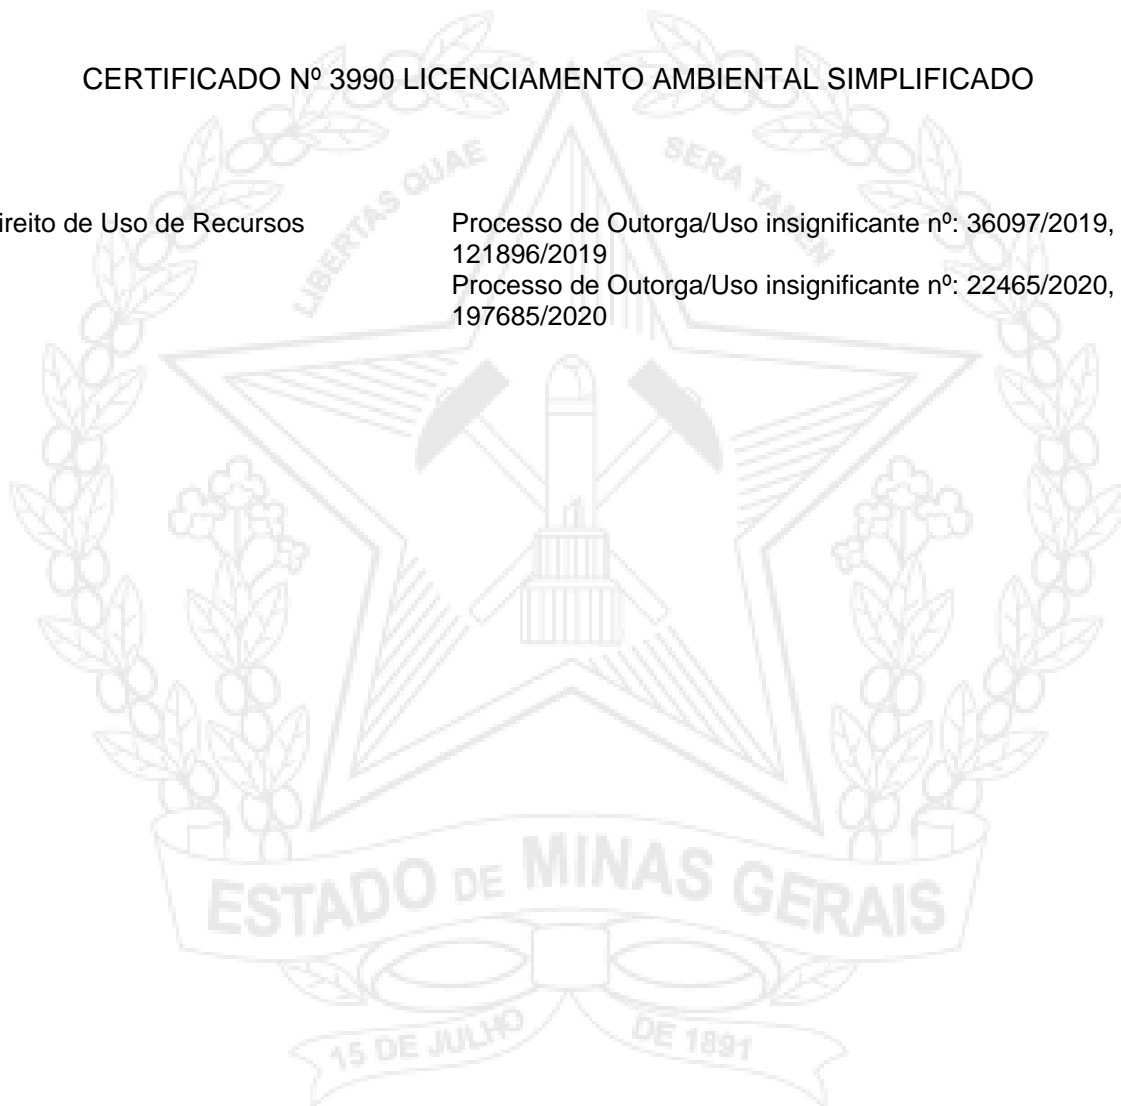 CERTIFICADO Nº 3990 LICENCIAMENTO AMBIENTAL SIMPLIFICADO
LIBERTAS QUAE SERA TAMEN
ireito de Uso de Recursos
Processo de Outorga/Uso insignificante nº: 36097/2019,
121896/2019
Processo de Outorga/Uso insignificante nº: 22465/2020,
197685/2020
ESTADO DE MINAS GERAIS
15 DE JULHO DE 1891